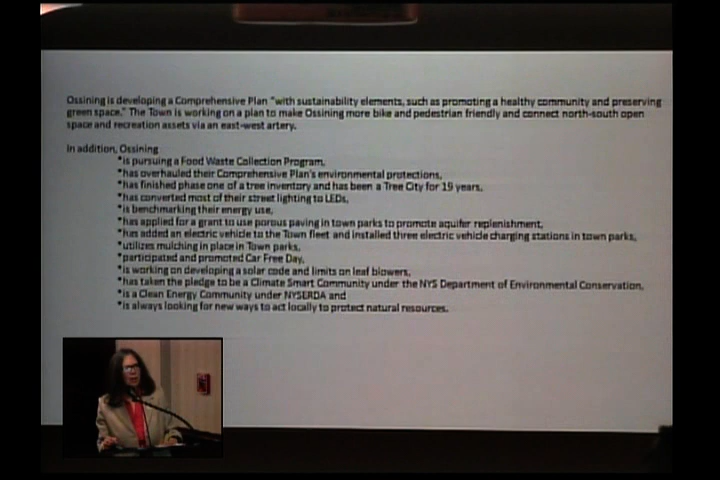 Ossining is developing a Comprehensive Plan "with sustainability elements, such as promoting a healthy community and preserving
green space." The Town is working on a plan to make Ossining more bike and pedestrian friendly and connect north-south open
space and recreation assets via an east-west artery.
In addition, Ossining
*is pursuing a Food Waste Collection Program,
*has overhauled their Comprehensive Plan's environmental protections,
*has finished phase one of a tree inventory and has been a Tree City for 19 years,
*has converted most of their street lighting to LEDs,
*is benchmarking their energy use,
*has applied for a grant to use porous paving in town parks to promote aquifer replenishment,
*has added an electric vehicle to the Town fleet and installed three electric vehicle charging stations in town parks,
*utilizes mulching in place in Town parks,
*participated and promoted Car Free Day,
*is working on developing a solar code and limits on leaf blowers,
*has taken the pledge to be a Climate Smart Community under the NYS Department of Environmental Conservation,
*is a Clean Energy Community under NYSERDA and
*is always looking for new ways to act locally to protect natural resources.